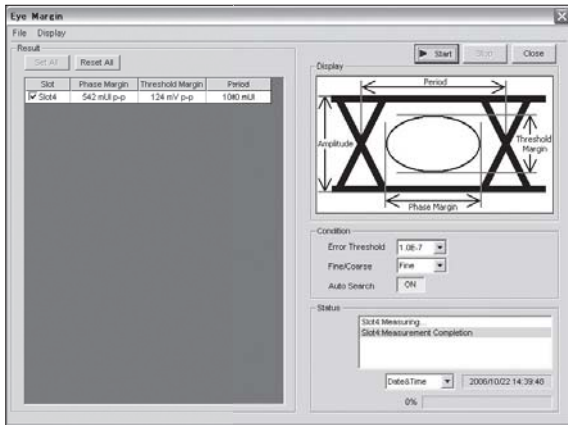 Eye Margin
File Display
Result
Set All Reset All
Slot Phase Margin Threshold Margin Period
Slot4 542 mUI p-p 124 mV p-p 1040 mUI
Start Stop Close
Display
Period
Amplitude
Threshold
Margin
Phase Margin
Condition
Error Threshold 1.0E-7
Fine/Coarse Fine
Auto Search ON
Status
Slot4:Measuring...
Slot4:Measurement Completion
Date&Time 2006/10/22 14:39:48
0%